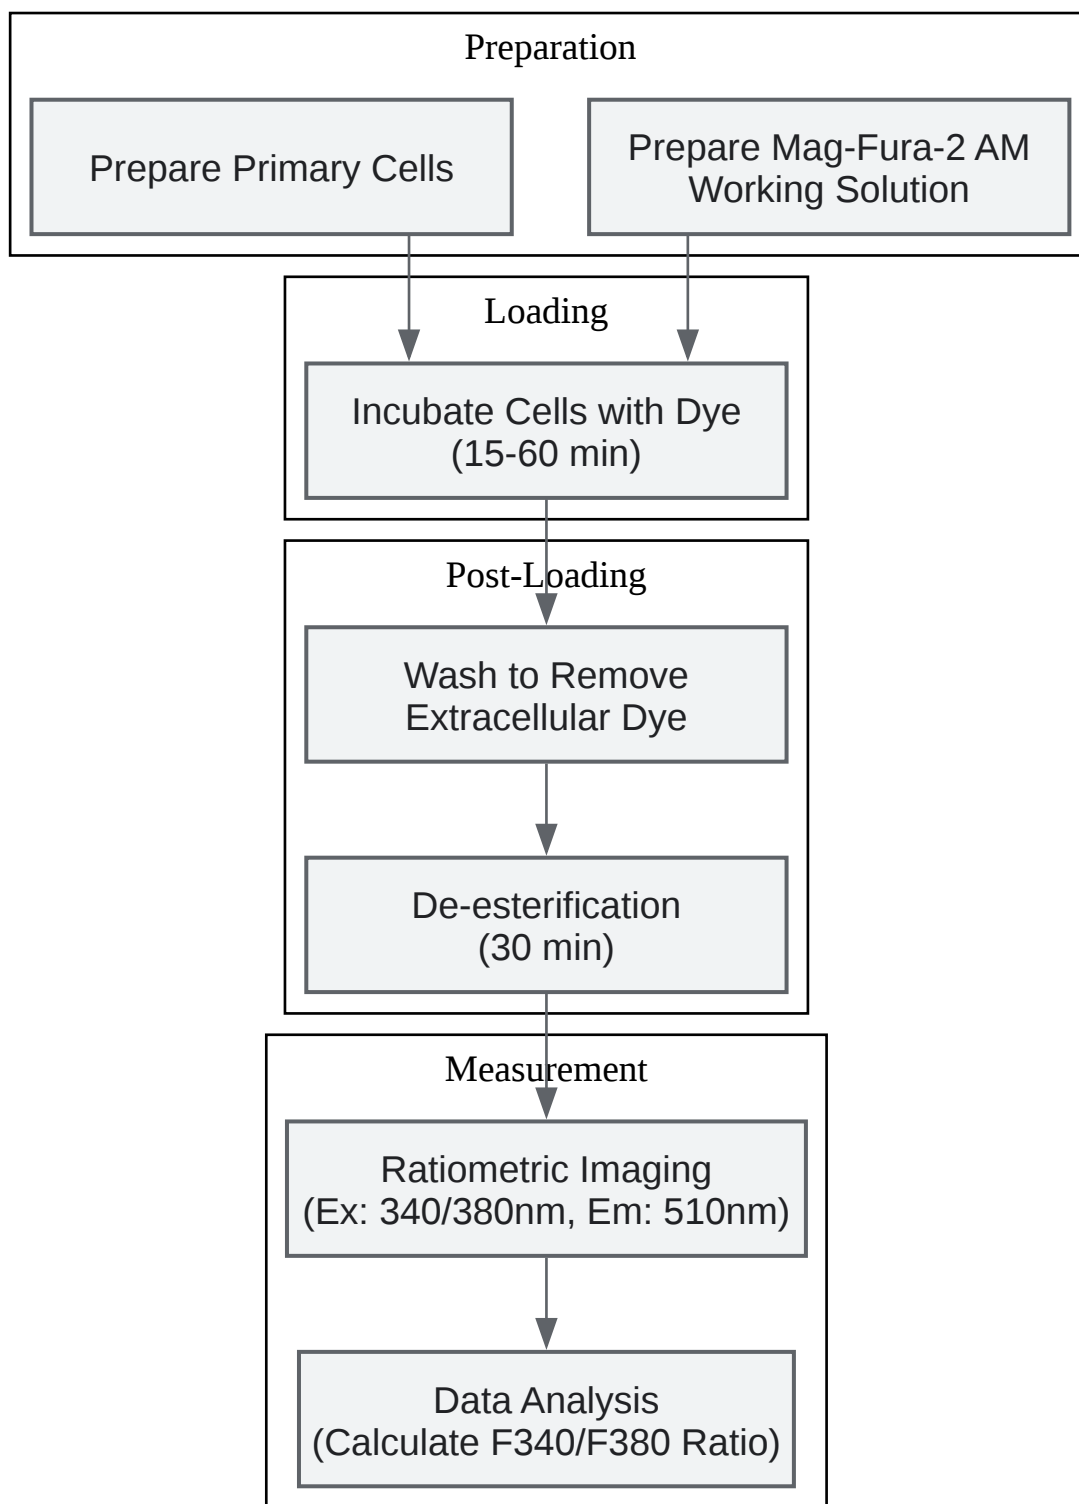 Preparation
Prepare Primary Cells
Prepare Mag-Fura-2 AM
Working Solution
Loading
Incubate Cells with Dye
(15-60 min)
Post-Loading
Wash to Remove
Extracellular Dye
De-esterification
(30 min)
Measurement
Ratiometric Imaging
(Ex: 340/380nm, Em: 510nm)
Data Analysis
(Calculate F340/F380 Ratio)